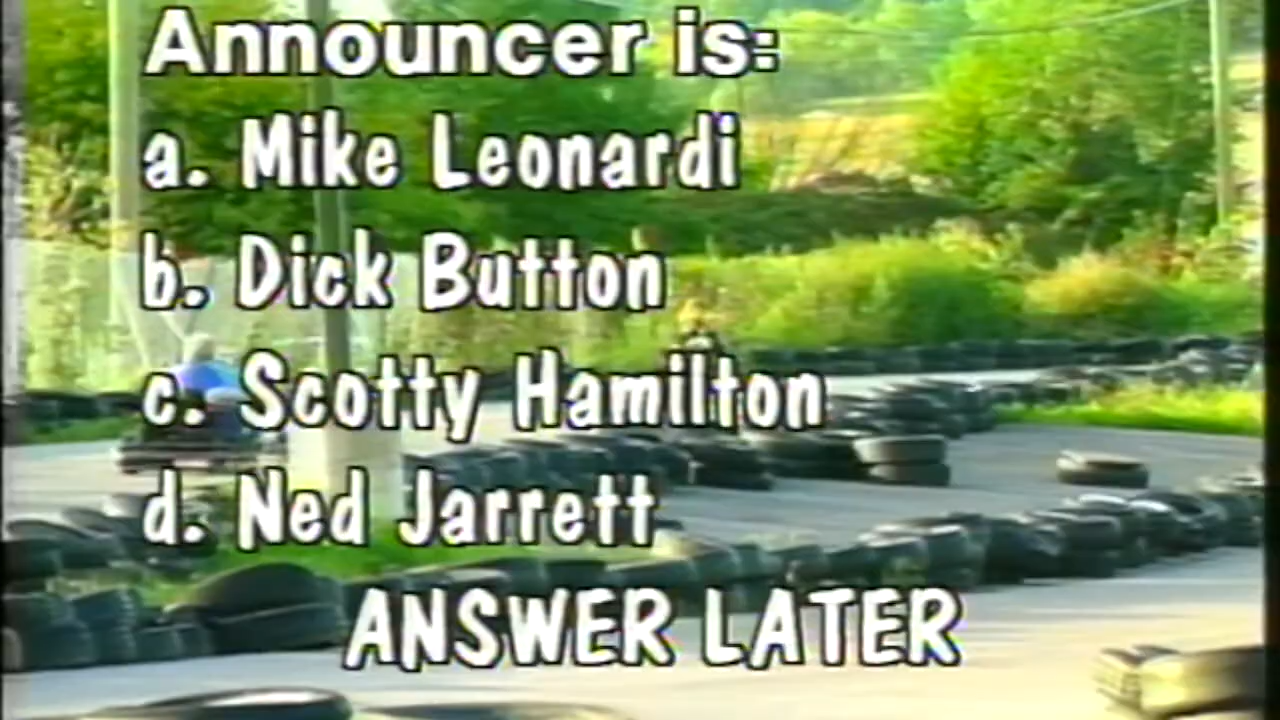 Announcer is:
a. Mike Leonardi
b. Dick Button
c. Scotty Hamilton
d. Ned Jarrett
ANSWER LATER